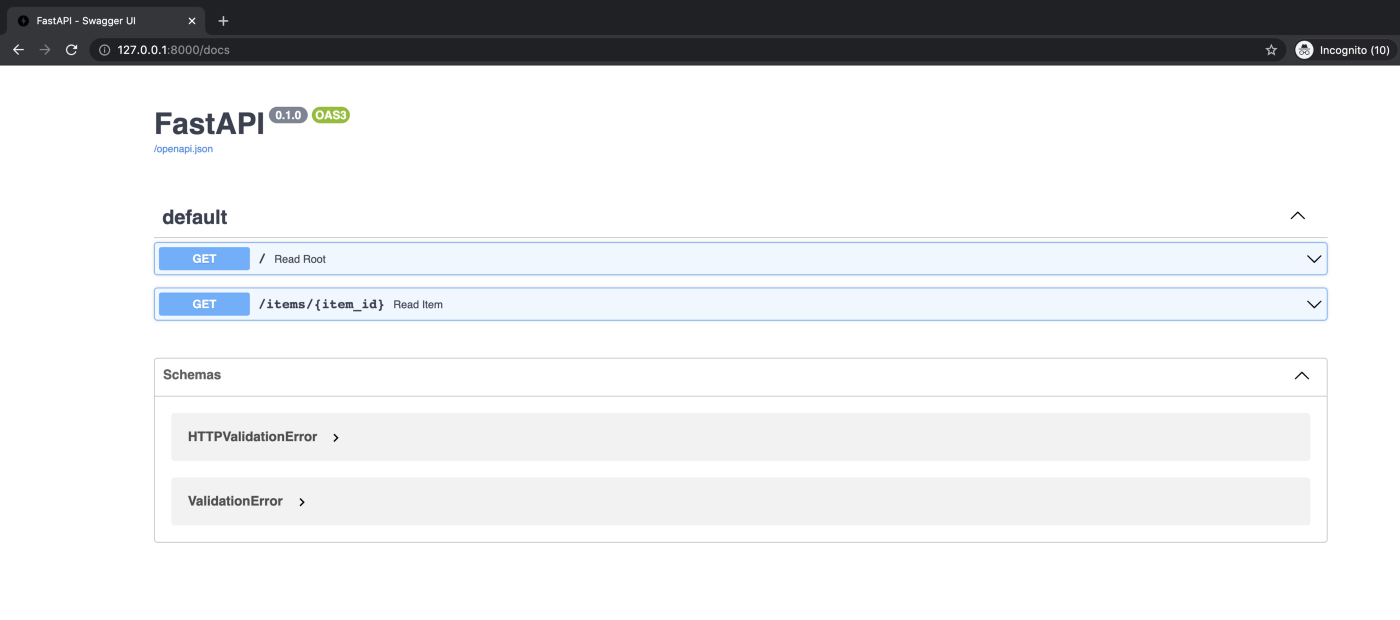 FastAPI - Swagger UI
127.0.0.1:8000/docs
Incognito (10)
FastAPI 0.1.0 OAS3
/openapi.json
default
GET / Read Root
GET /items/{item_id} Read Item
Schemas
HTTPValidationError
ValidationError